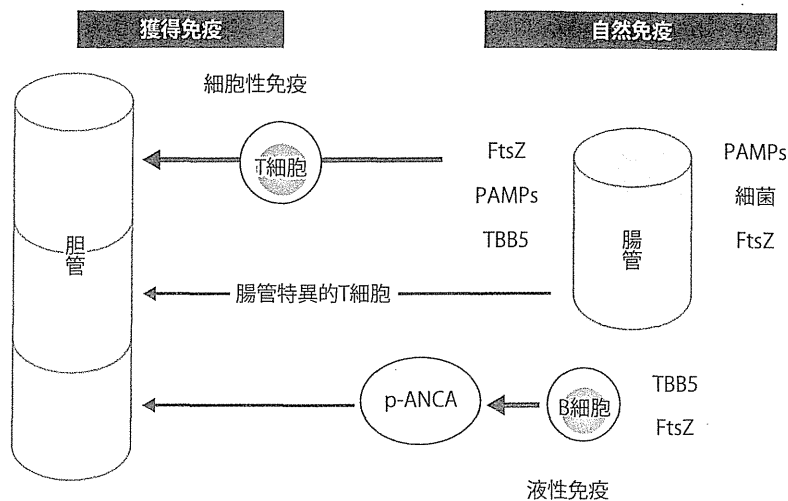 獲得免疫
自然免疫
細胞性免疫
T細胞
FtsZ
PAMPs
TBB5
胆管
腸管
PAMPs
細菌
FtsZ
腸管特異的T細胞
p-ANCA
B細胞
TBB5
FtsZ
液性免疫